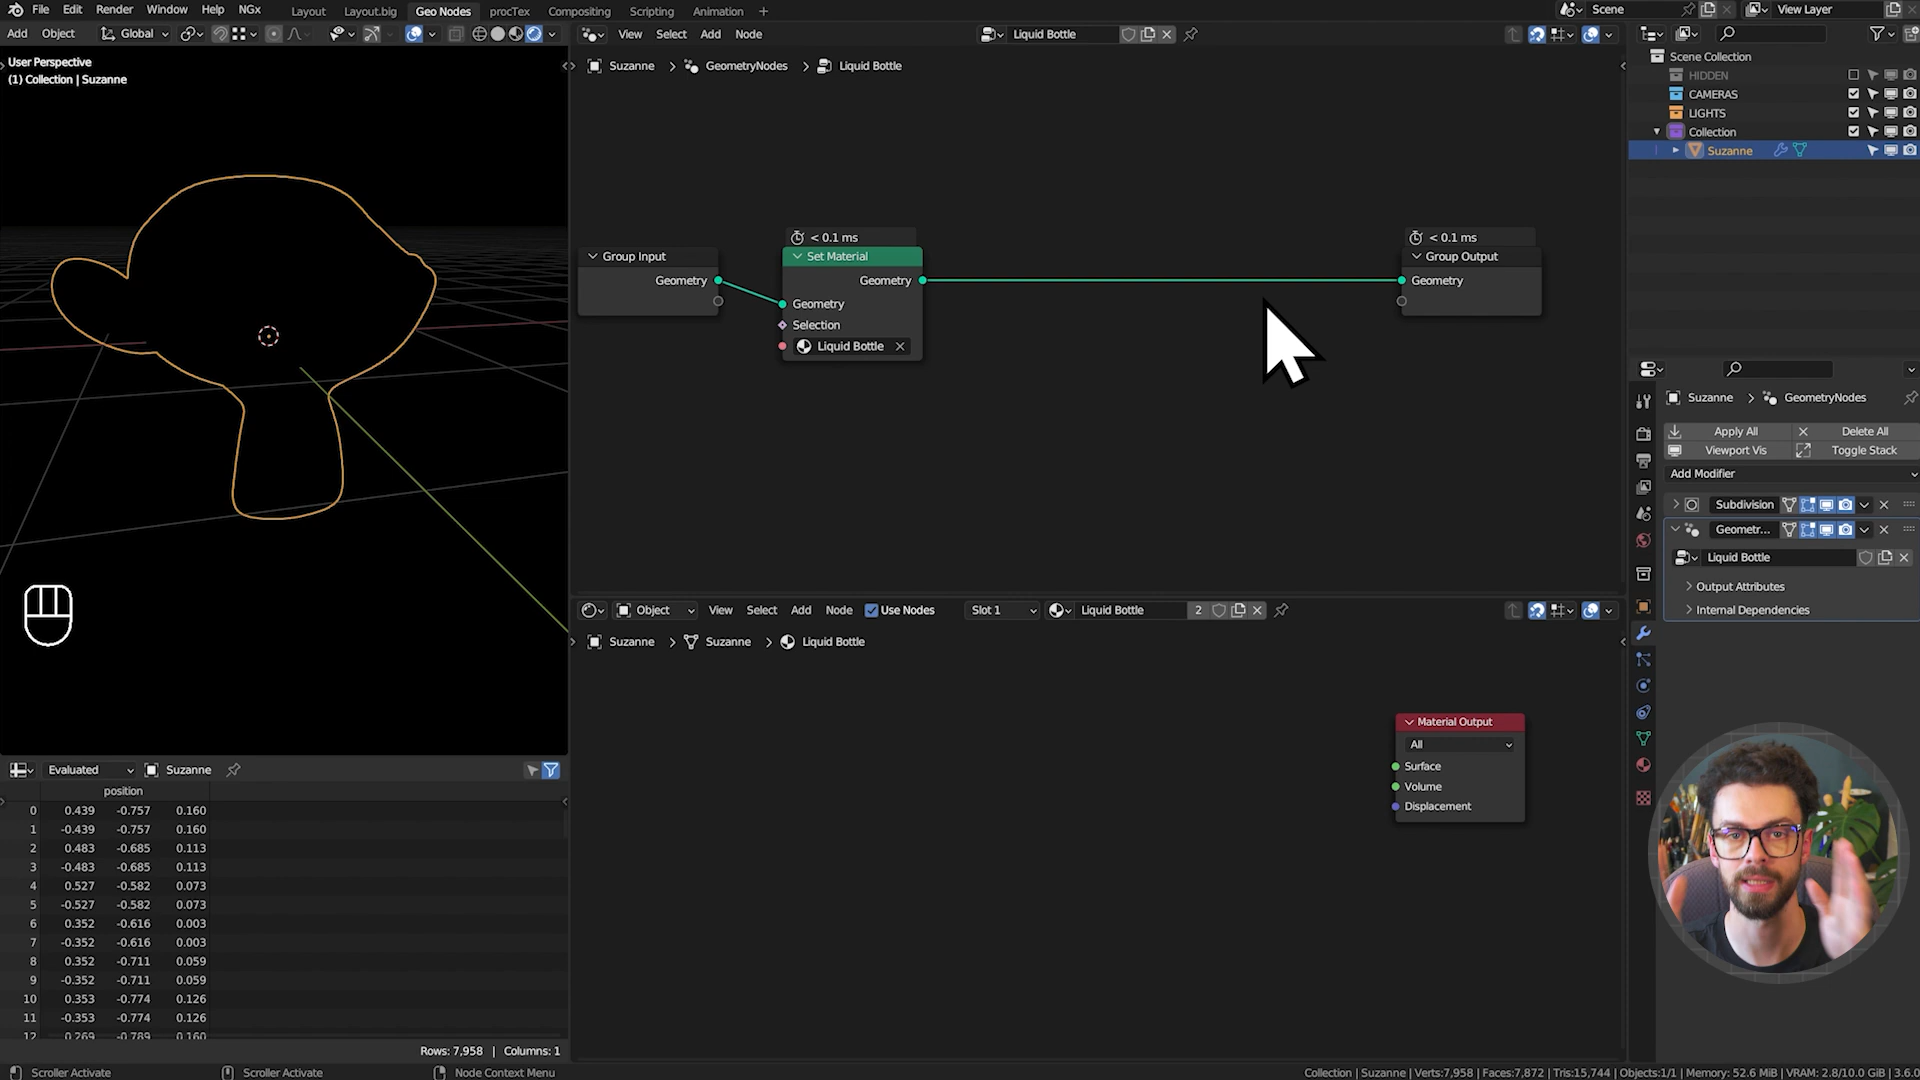 File Edit Render Window Help NGx Layout Layout.big Geo Nodes procTex Compositing Scripting Animation + Scene View Layer
Add Object Global View Select Add Node Liquid Bottle
User Perspective
(1) Collection | Suzanne
Suzanne > GeometryNodes > Liquid Bottle
Scene Collection
HIDDEN
CAMERAS
LIGHTS
Collection
Suzanne
< 0.1 ms
Group Input
Geometry
Set Material
Geometry
Geometry
Selection
Liquid Bottle
< 0.1 ms
Group Output
Geometry
Suzanne > GeometryNodes
Apply All Delete All
Viewport Vis Toggle Stack
Add Modifier
Subdivision
Geometr...
Liquid Bottle
Output Attributes
Internal Dependencies
Object View Select Add Node Use Nodes Slot 1 Liquid Bottle 2
Suzanne > Suzanne > Liquid Bottle
Material Output
All
Surface
Volume
Displacement
Evaluated Suzanne
position
0 0.439 -0.757 0.160
1 -0.439 -0.757 0.160
2 0.483 -0.685 0.113
3 -0.483 -0.685 0.113
4 0.527 -0.582 0.073
5 -0.527 -0.582 0.073
6 0.352 -0.616 0.003
7 -0.352 -0.616 0.003
8 0.352 -0.711 0.059
9 -0.352 -0.711 0.059
10 0.353 -0.774 0.126
11 -0.353 -0.774 0.126
12 0.269 -0.789 0.160
Rows: 7,958 | Columns: 1
Scroller Activate Scroller Activate Node Context Menu Collection | Suzanne | Verts:7,958 | Faces:7,872 | Tris:15,744 | Objects:1/1 | Memory: 52.6 MiB | VRAM: 2.8/10.0 GiB | 3.6.0